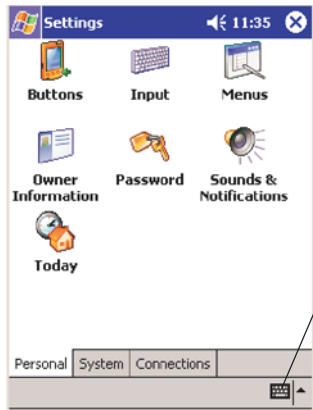 Settings 11:35
Buttons Input Menus
Owner Information Password Sounds & Notifications
Today
Personal System Connections